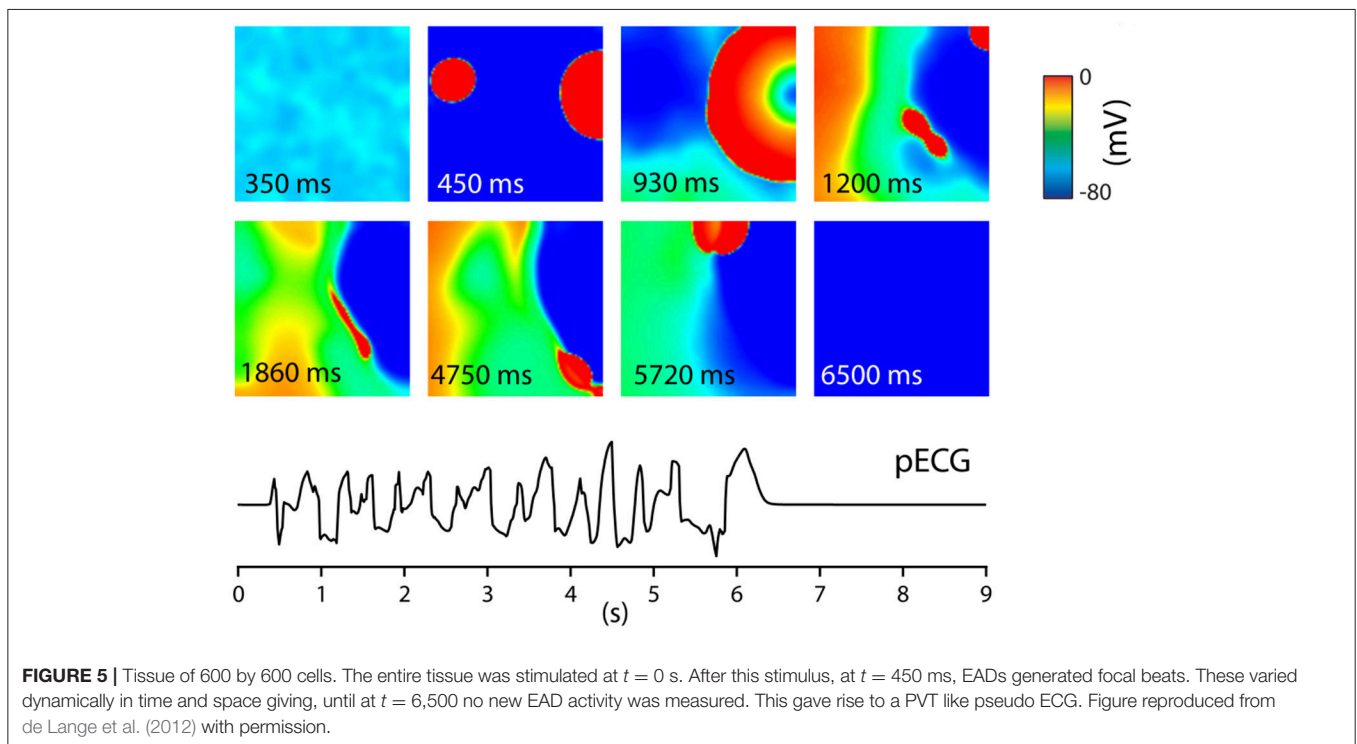 350 ms
450 ms
930 ms
1200 ms
0
-80
(mV)
1860 ms
4750 ms
5720 ms
6500 ms
pECG
0 1 2 3 4 5 6 7 8 9
(s)
FIGURE 5 | Tissue of 600 by 600 cells. The entire tissue was stimulated at t = 0 s. After this stimulus, at t = 450 ms, EADs generated focal beats. These varied
dynamically in time and space giving, until at t = 6,500 no new EAD activity was measured. This gave rise to a PVT like pseudo ECG. Figure reproduced from
de Lange et al. (2012) with permission.